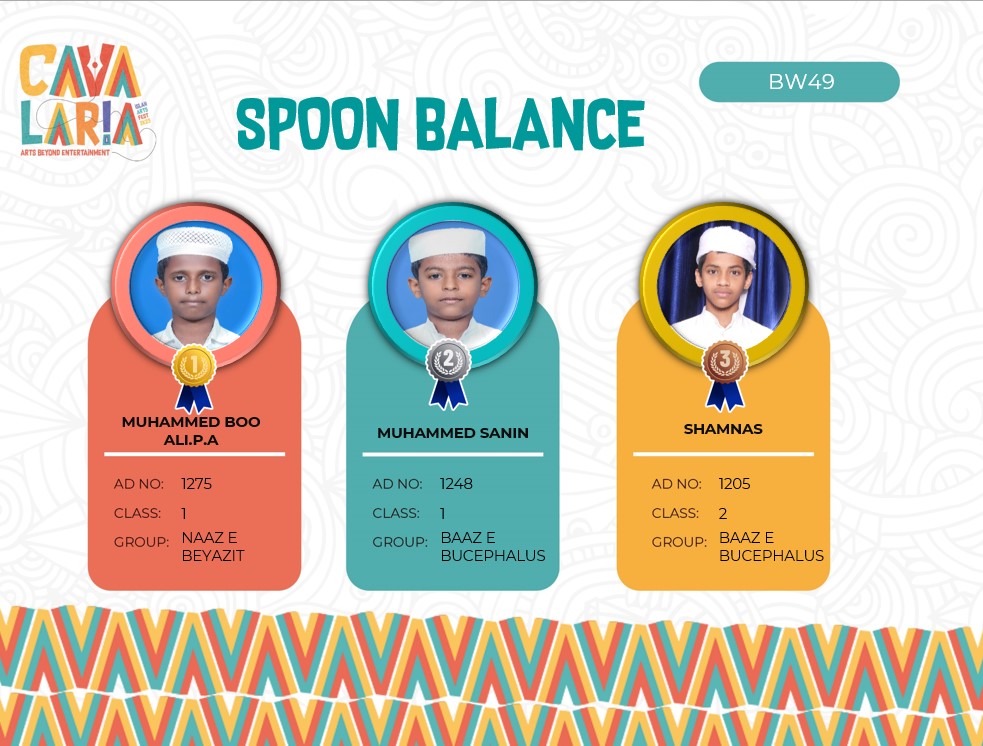 CAVA
LARIA
ISLAH
ARTS
FEST
ARTS BEYOND ENTERTAINMENT
BW49
SPOON BALANCE
1
MUHAMMED BOO
ALI.P.A
AD NO: 1275
CLASS: 1
GROUP: NAAZ E
BEYAZIT
2
MUHAMMED SANIN
AD NO: 1248
CLASS: 1
GROUP: BAAZ E
BUCEPHALUS
3
SHAMNAS
AD NO: 1205
CLASS: 2
GROUP: BAAZ E
BUCEPHALUS